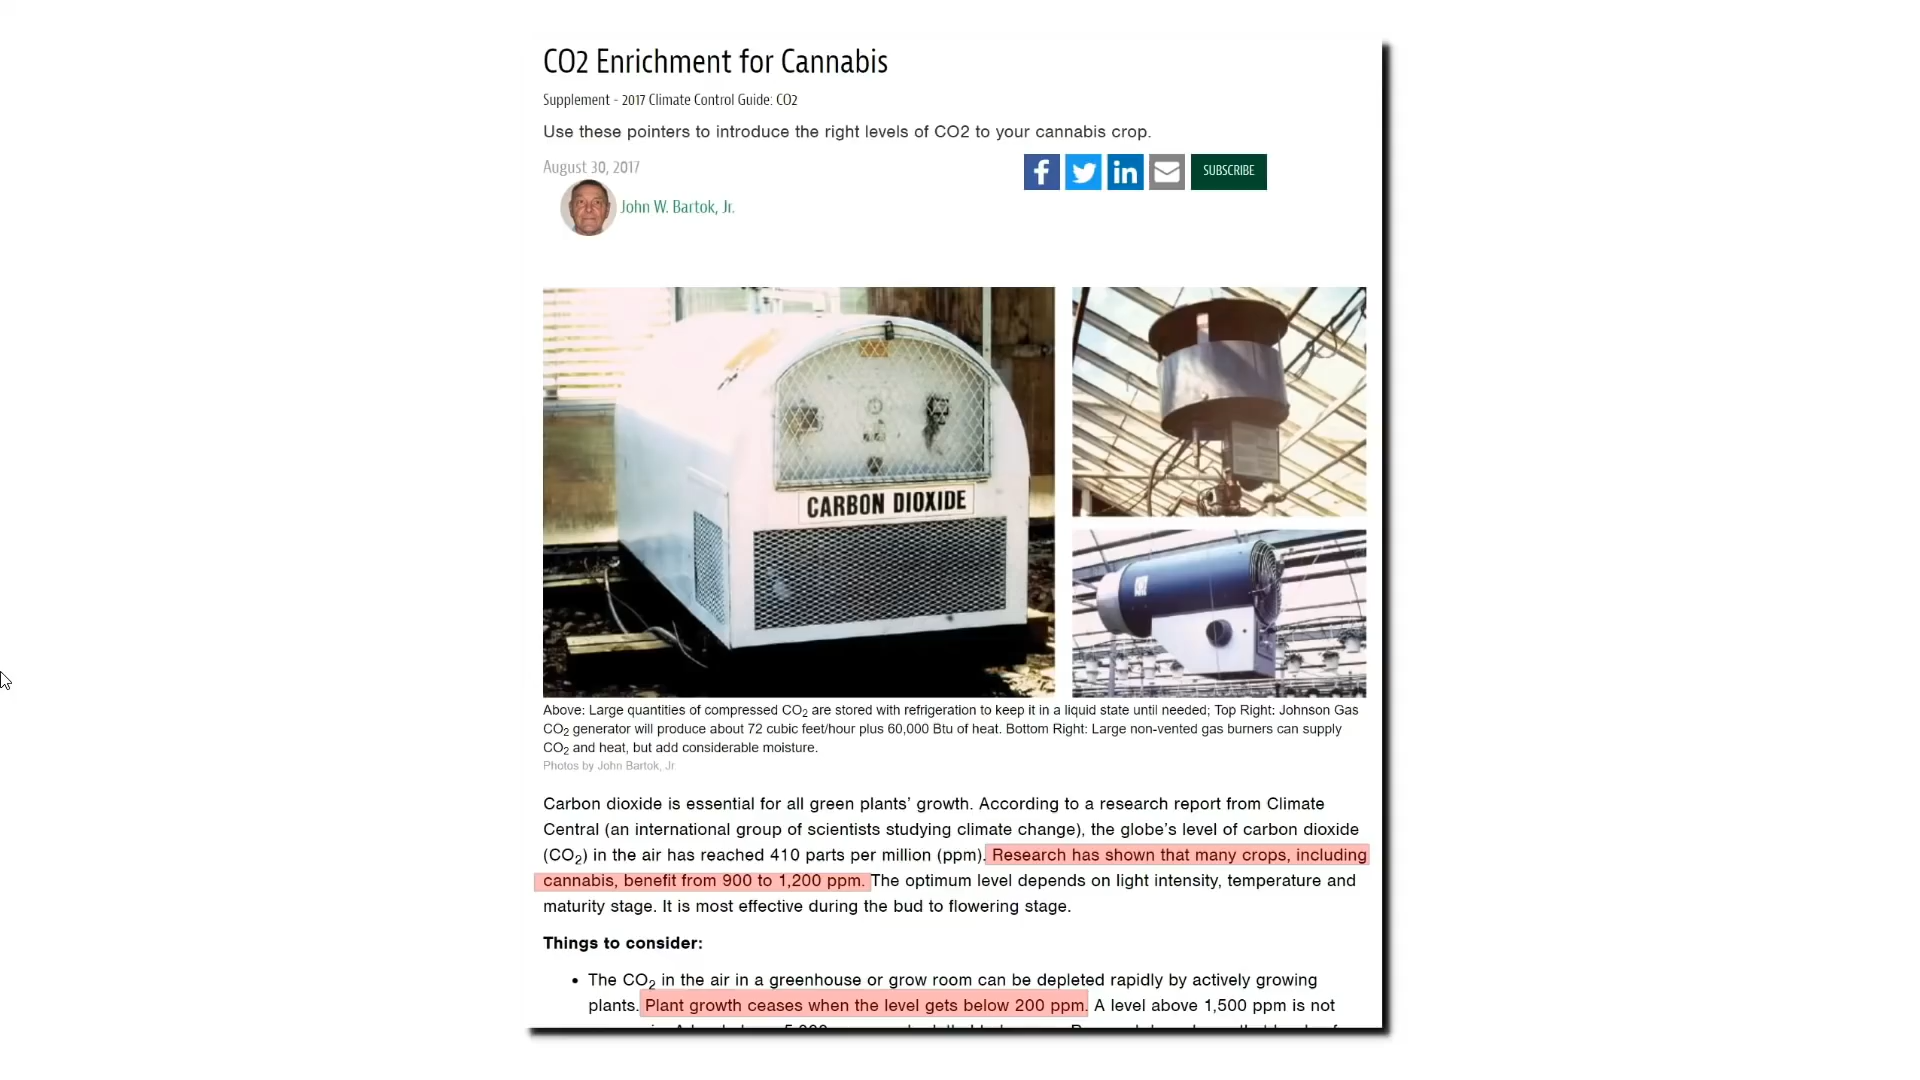 CO2 Enrichment for Cannabis
Supplement - 2017 Climate Control Guide: CO2
Use these pointers to introduce the right levels of CO2 to your cannabis crop.
August 30, 2017
SUBSCRIBE
John W. Bartok, Jr.
CARBON DIOXIDE
Above: Large quantities of compressed CO2 are stored with refrigeration to keep it in a liquid state until needed; Top Right: Johnson Gas
CO2 generator will produce about 72 cubic feet/hour plus 60,000 Btu of heat. Bottom Right: Large non-vented gas burners can supply
CO2 and heat, but add considerable moisture.
Photos by John Bartok, Jr.
Carbon dioxide is essential for all green plants’ growth. According to a research report from Climate
Central (an international group of scientists studying climate change), the globe’s level of carbon dioxide
(CO2) in the air has reached 410 parts per million (ppm). Research has shown that many crops, including
cannabis, benefit from 900 to 1,200 ppm. The optimum level depends on light intensity, temperature and
maturity stage. It is most effective during the bud to flowering stage.
Things to consider:
• The CO2 in the air in a greenhouse or grow room can be depleted rapidly by actively growing
plants. Plant growth ceases when the level gets below 200 ppm. A level above 1,500 ppm is not